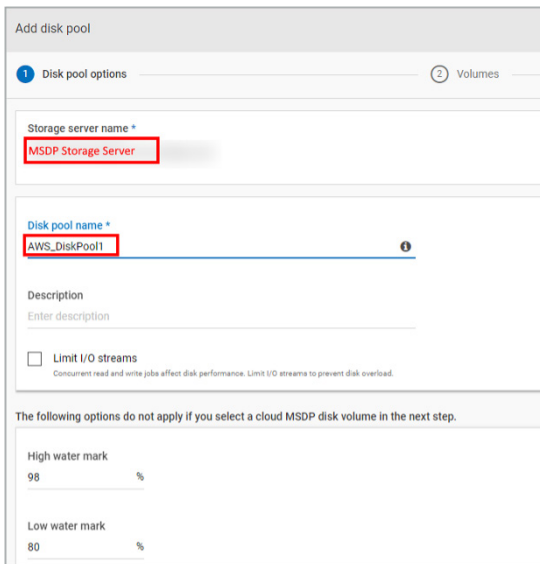 Add disk pool
1 Disk pool options
2 Volumes
Storage server name *
MSDP Storage Server
Disk pool name *
AWS_DiskPool1
Description
Enter description
Limit I/O streams
Concurrent read and write jobs affect disk performance. Limit I/O streams to prevent disk overload.
The following options do not apply if you select a cloud MSDP disk volume in the next step.
High water mark
98 %
Low water mark
80 %